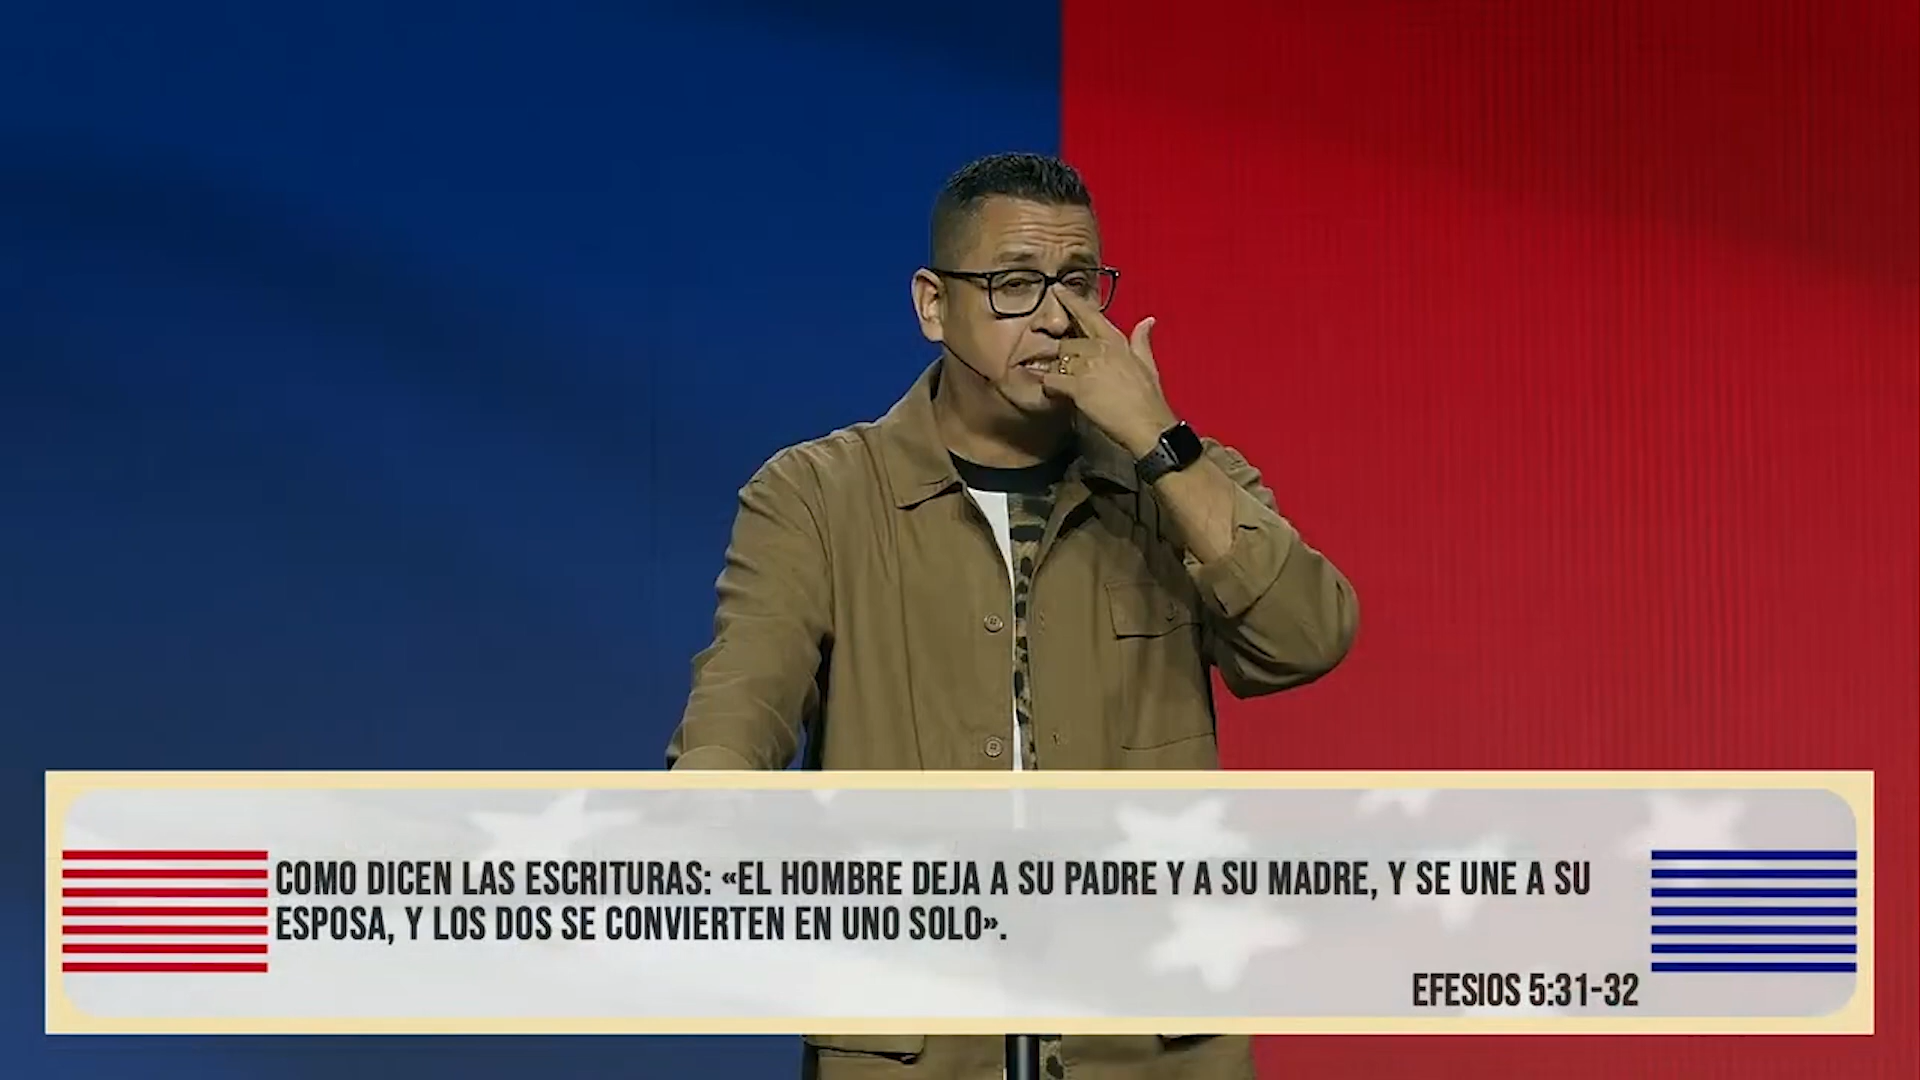 COMO DICEN LAS ESCRITURAS: «EL HOMBRE DEJA A SU PADRE Y A SU MADRE, Y SE UNE A SU
ESPOSA, Y LOS DOS SE CONVIERTEN EN UNO SOLO».
EFESIOS 5:31-32